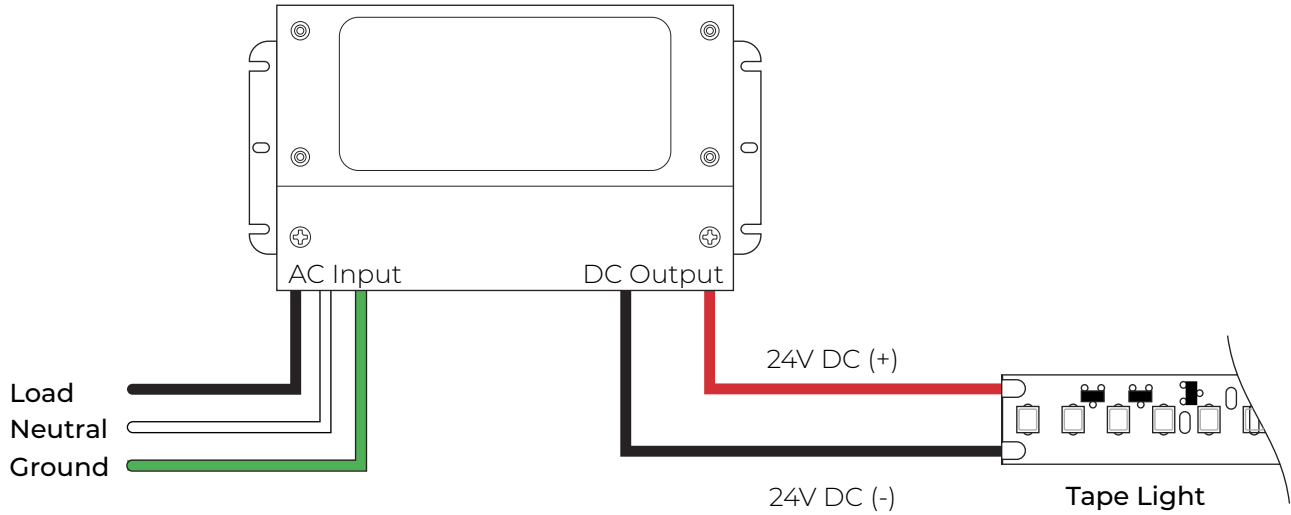 AC Input
DC Output
24V DC (+)
Load
Neutral
Ground
24V DC (-)
Tape Light